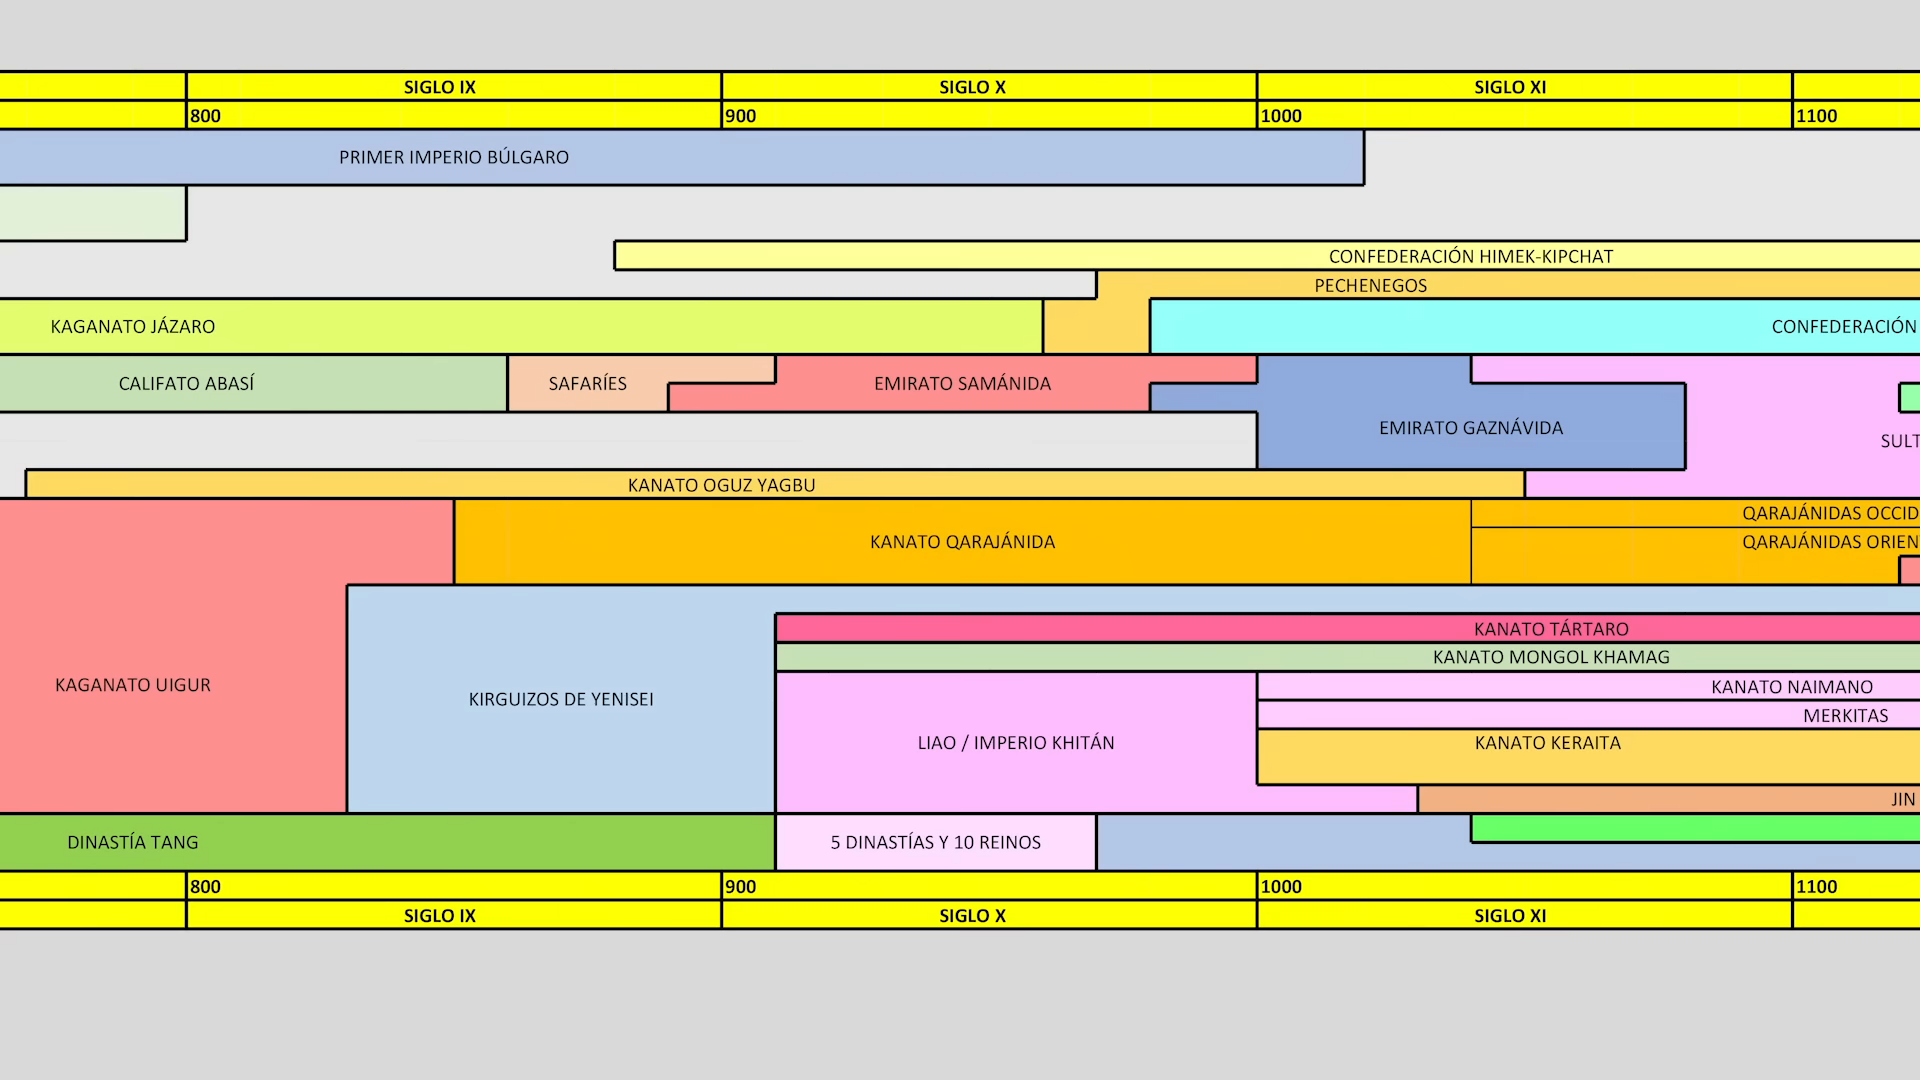 SIGLO IX SIGLO X SIGLO XI
800 900 1000 1100
PRIMER IMPERIO BÚLGARO
CONFEDERACIÓN HIMEK-KIPCHAT
PECHENEGOS
KAGANATO JÁZARO CONFEDERACIÓN
CALIFATO ABASÍ SAFARÍES EMIRATO SAMÁNIDA
EMIRATO GAZNÁVIDA
SULT
KANATO OGUZ YAGBU
QARAJÁNIDAS OCCID
KANATO QARAJÁNIDA QARAJÁNIDAS ORIEN
KANATO TÁRTARO
KANATO MONGOL KHAMAG
KAGANATO UIGUR KIRGUIZOS DE YENISEI KANATO NAIMANO
MERKITAS
LIAO / IMPERIO KHITÁN KANATO KERAITA
JIN
DINASTÍA TANG 5 DINASTÍAS Y 10 REINOS
800 900 1000 1100
SIGLO IX SIGLO X SIGLO XI